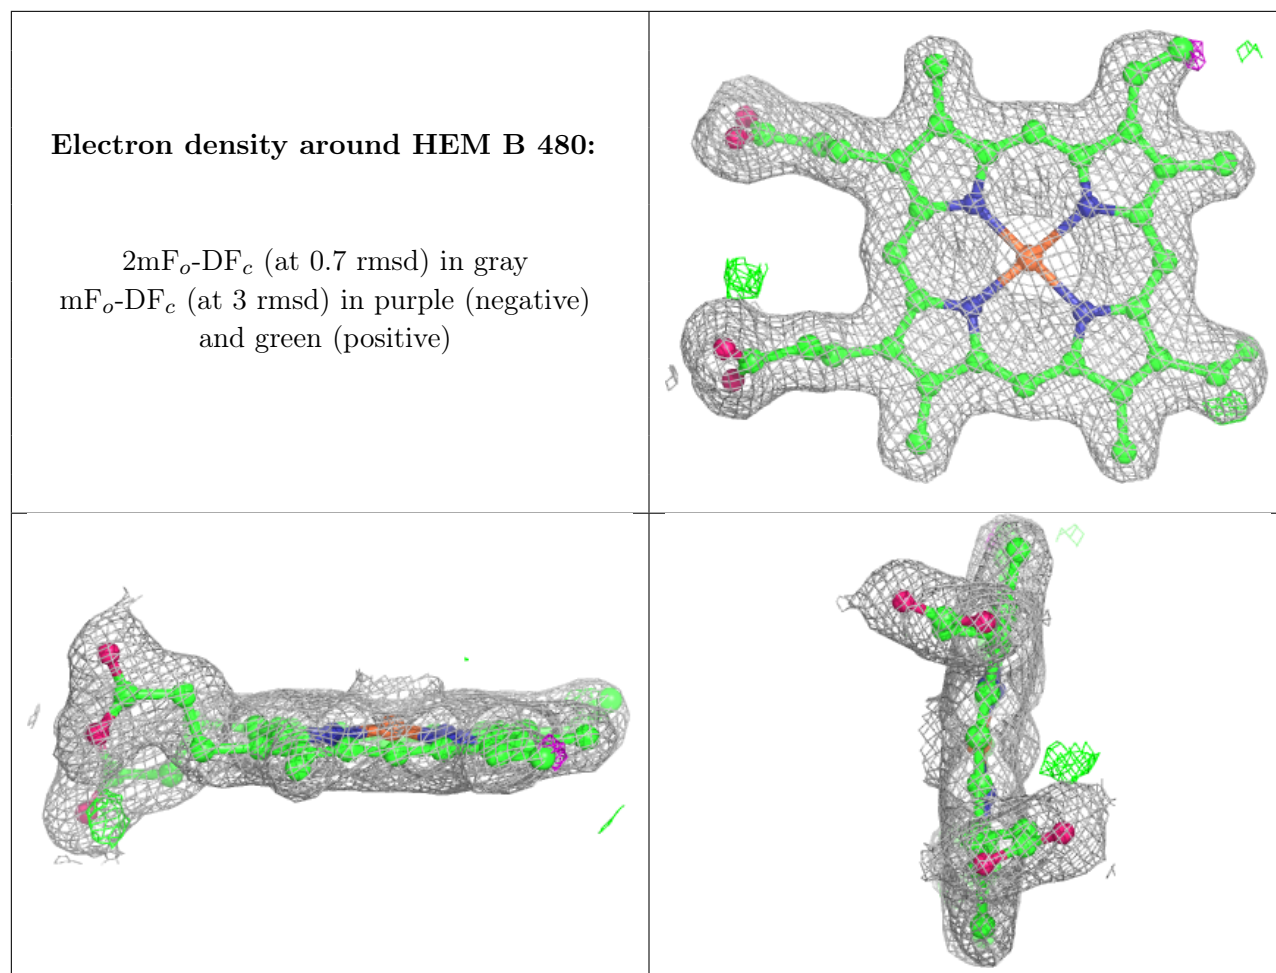 Electron density around HEM B 480:
2mFo-DFc (at 0.7 rmsd) in gray
mFo-DFc (at 3 rmsd) in purple (negative)
and green (positive)